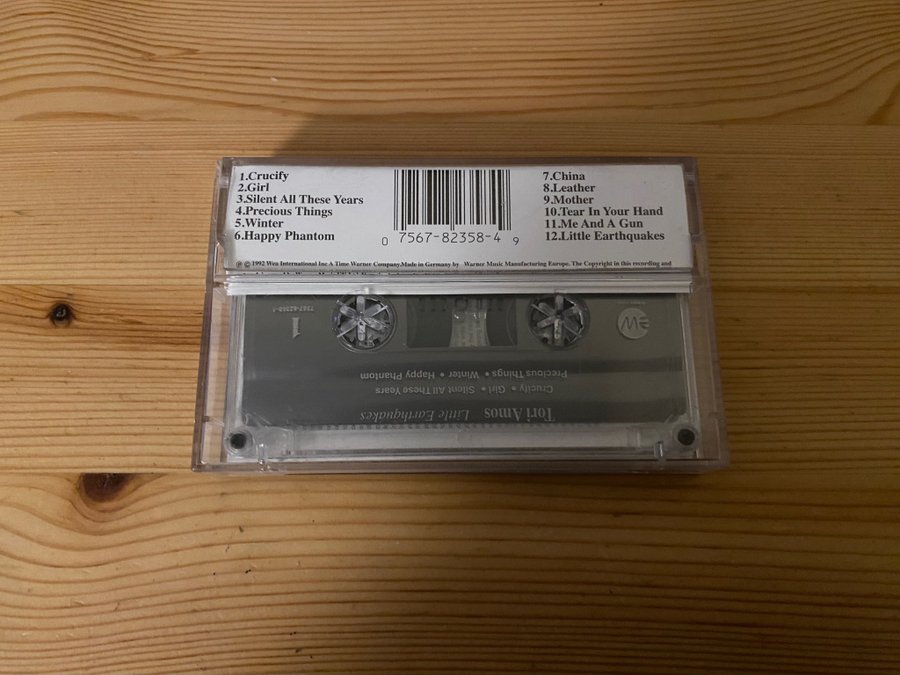 1.Crucify
2.Girl
3.Silent All These Years
4.Precious Things
5.Winter
6.Happy Phantom
0 7567-82358-4 9
7.China
8.Leather
9.Mother
10.Tear In Your Hand
11.Me And A Gun
12.Little Earthquakes
℗ © 1992 Wea International Inc A Time Warner Company.Made in Germany by Warner Music Manufacturing Europe. The Copyright in this recording and
Tori Amos Little Earthquakes
Crucify • Girl • Silent All These Years
Precious Things • Winter • Happy Phantom
1
7567-82358-4